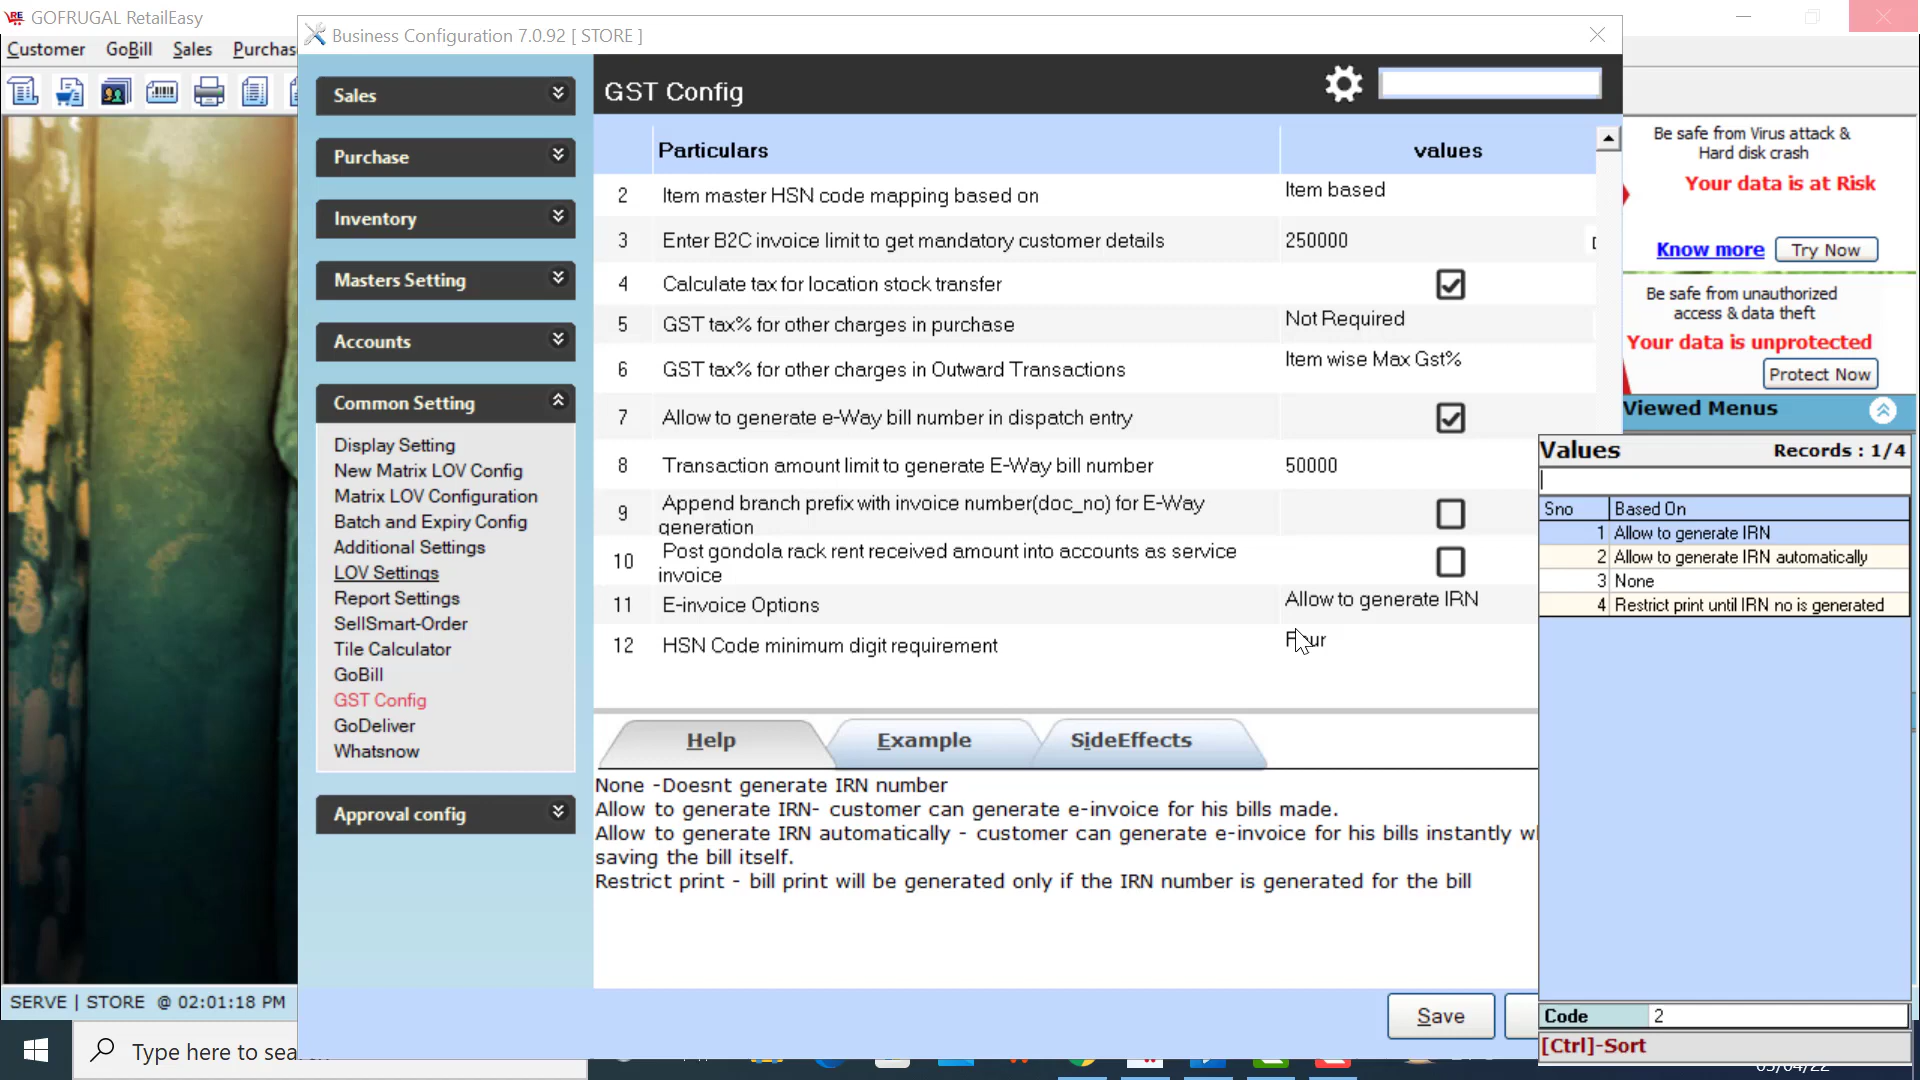 GOFRUGAL RetailEasy
Customer GoBill Sales Purchas
Business Configuration 7.0.92 [ STORE ]
Sales
Purchase
Inventory
Masters Setting
Accounts
Common Setting
Display Setting
New Matrix LOV Config
Matrix LOV Configuration
Batch and Expiry Config
Additional Settings
LOV Settings
Report Settings
SellSmart-Order
Tile Calculator
GoBill
GST Config
GoDeliver
Whatsnow
Approval config
GST Config
Particulars values
2 Item master HSN code mapping based on Item based
3 Enter B2C invoice limit to get mandatory customer details 250000
4 Calculate tax for location stock transfer
5 GST tax% for other charges in purchase Not Required
6 GST tax% for other charges in Outward Transactions Item wise Max Gst%
7 Allow to generate e-Way bill number in dispatch entry
8 Transaction amount limit to generate E-Way bill number 50000
9 Append branch prefix with invoice number(doc_no) for E-Way
generation
10 Post gondola rack rent received amount into accounts as service
invoice
11 E-invoice Options Allow to generate IRN
12 HSN Code minimum digit requirement
Help Example SideEffects
None -Doesnt generate IRN number
Allow to generate IRN- customer can generate e-invoice for his bills made.
Allow to generate IRN automatically - customer can generate e-invoice for his bills instantly
saving the bill itself.
Restrict print - bill print will be generated only if the IRN number is generated for the bill
Save
Be safe from Virus attack &
Hard disk crash
Your data is at Risk
Know more Try Now
Be safe from unauthorized
access & data theft
Your data is unprotected
Protect Now
Viewed Menus
Values Records : 1/4
Sno Based On
1 Allow to generate IRN
2 Allow to generate IRN automatically
3 None
4 Restrict print until IRN no is generated
Code 2
[Ctrl]-Sort
SERVE | STORE @ 02:01:18 PM
Type here to